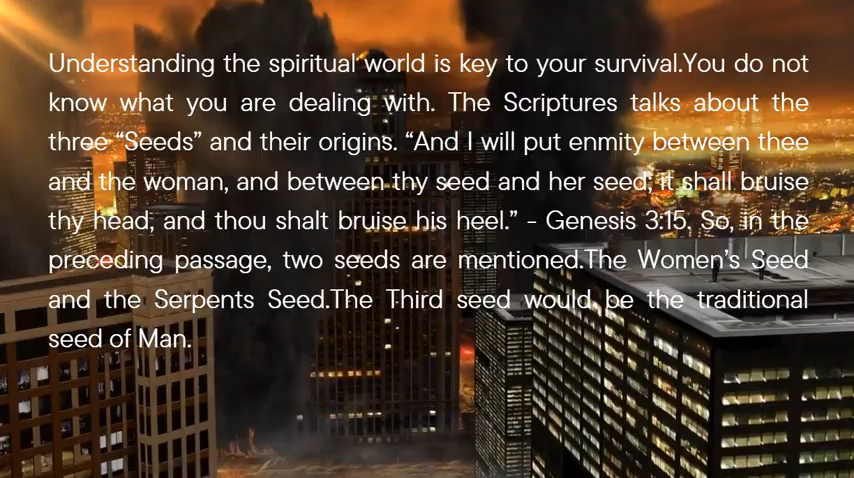 Understanding the spiritual world is key to your survival.You do not
know what you are dealing with. The Scriptures talks about the
three “Seeds” and their origins. “And I will put enmity between thee
and the woman, and between thy seed and her seed; it shall bruise
thy head; and thou shalt bruise his heel.” - Genesis 3:15. So, in the
preceding passage, two seeds are mentioned.The Women’s Seed
and the Serpents Seed.The Third seed would be the traditional
seed of Man.